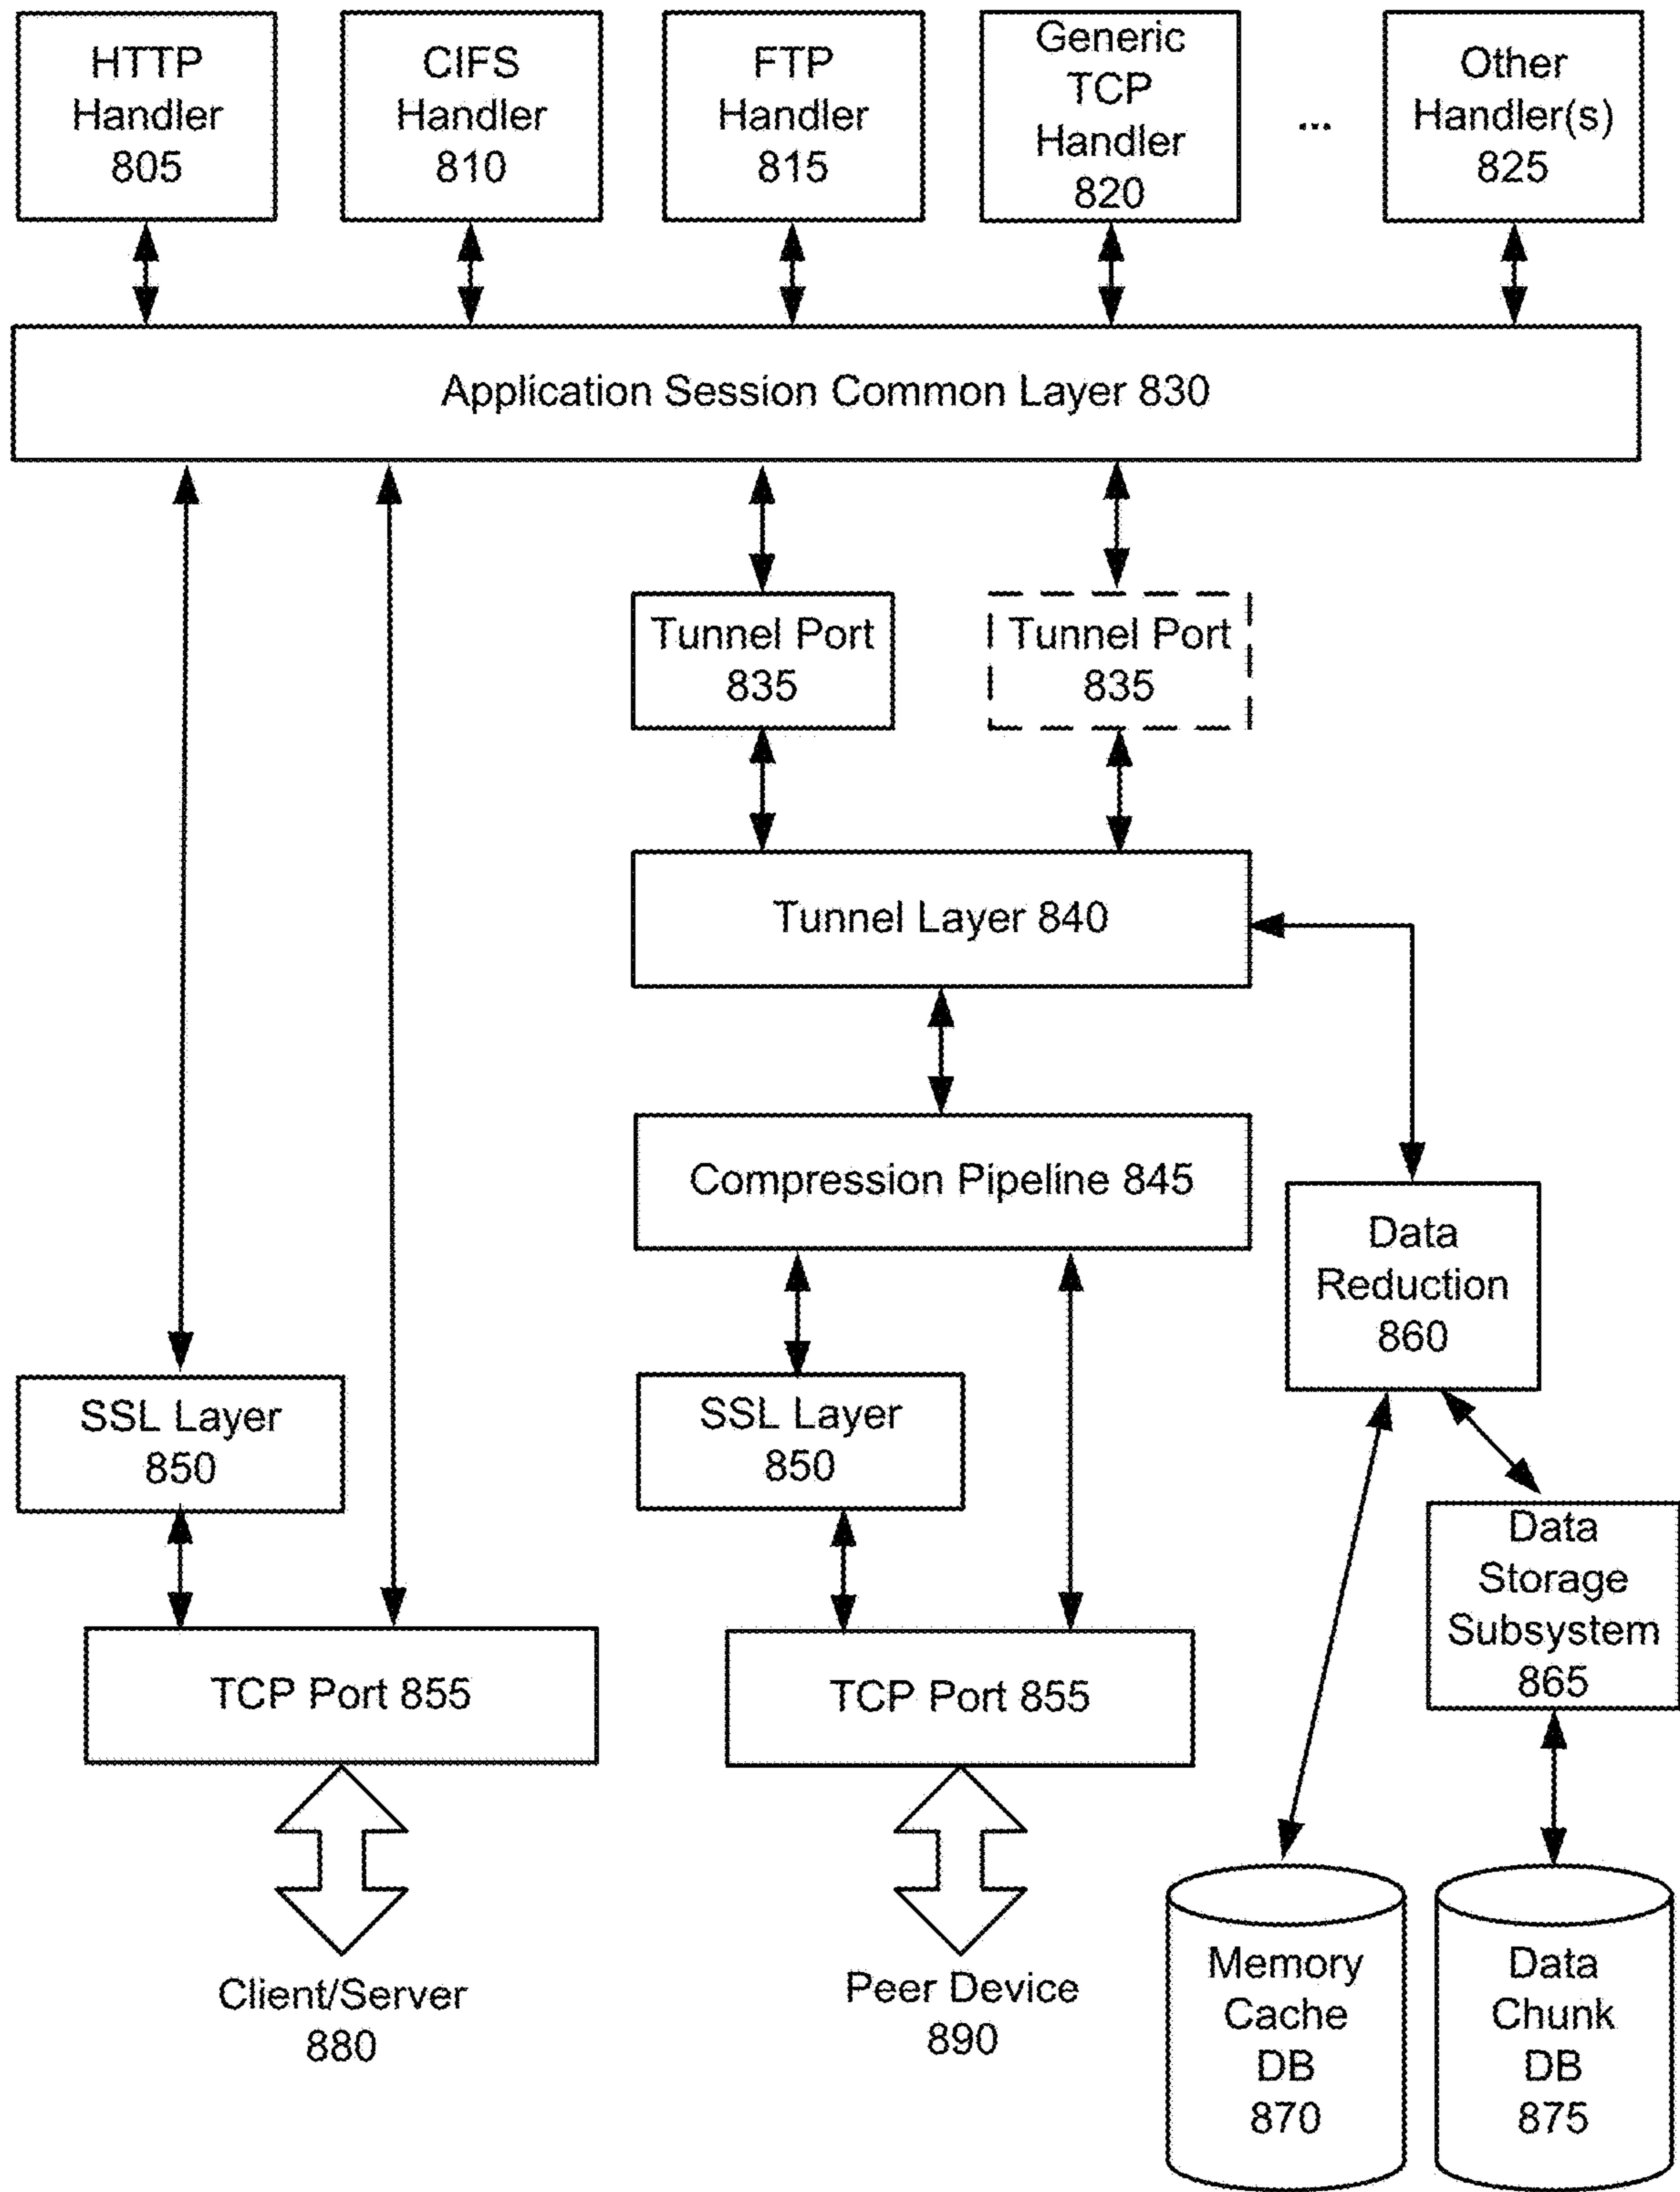 HTTP
Handler
805
CIFS
Handler
810
FTP
Handler
815
Generic
TCP
Handler
820
...
Other
Handler(s)
825
Application Session Common Layer 830
Tunnel Port
835
Tunnel Port
835
Tunnel Layer 840
Compression Pipeline 845
Data
Reduction
860
SSL Layer
850
SSL Layer
850
Data
Storage
Subsystem
865
TCP Port 855
TCP Port 855
Client/Server
880
Peer Device
890
Memory
Cache
DB
870
Data
Chunk
DB
875